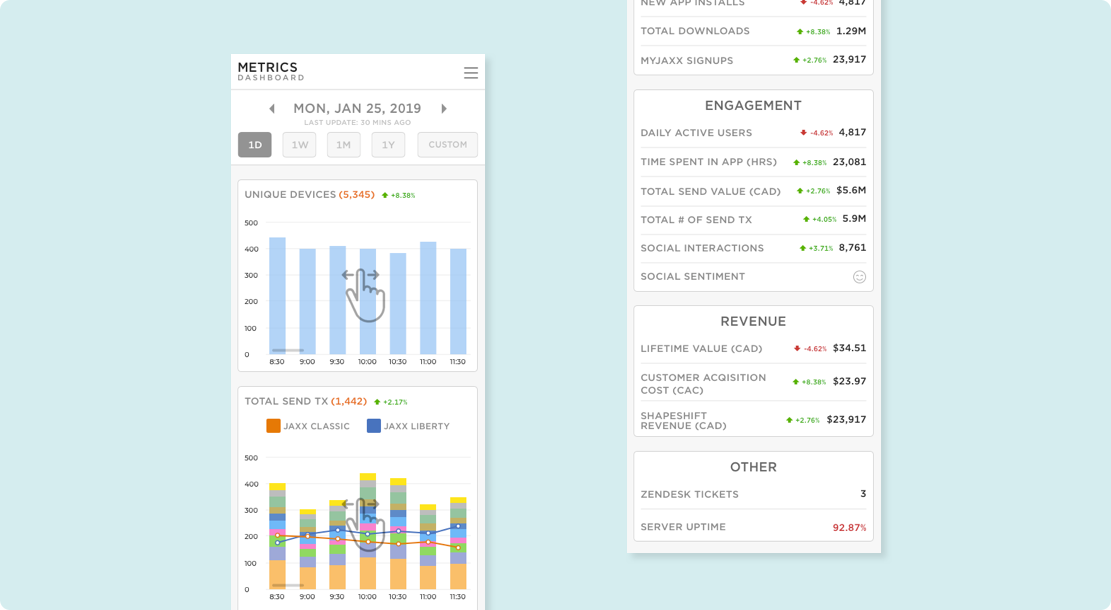 METRICS
DASHBOARD
MON, JAN 25, 2019
LAST UPDATE: 30 MINS AGO
1D 1W 1M 1Y CUSTOM
UNIQUE DEVICES (5,345) +8.38%
500
400
300
200
100
0
8:30 9:00 9:30 10:00 10:30 11:00 11:30
TOTAL SEND TX (1,442) +2.17%
JAXX CLASSIC JAXX LIBERTY
500
400
300
200
100
0
8:30 9:00 9:30 10:00 10:30 11:00 11:30
NEW APP INSTALLS -4.62% 4,817
TOTAL DOWNLOADS +8.38% 1.29M
MYJAXX SIGNUPS +2.76% 23,917
ENGAGEMENT
DAILY ACTIVE USERS -4.62% 4,817
TIME SPENT IN APP (HRS) +8.38% 23,081
TOTAL SEND VALUE (CAD) +2.76% $5.6M
TOTAL # OF SEND TX +4.05% 5.9M
SOCIAL INTERACTIONS +3.71% 8,761
SOCIAL SENTIMENT
REVENUE
LIFETIME VALUE (CAD) -4.62% $34.51
CUSTOMER ACQISITION
COST (CAC) +8.38% $23.97
SHAPESHIFT
REVENUE (CAD) +2.76% $23,917
OTHER
ZENDESK TICKETS 3
SERVER UPTIME 92.87%